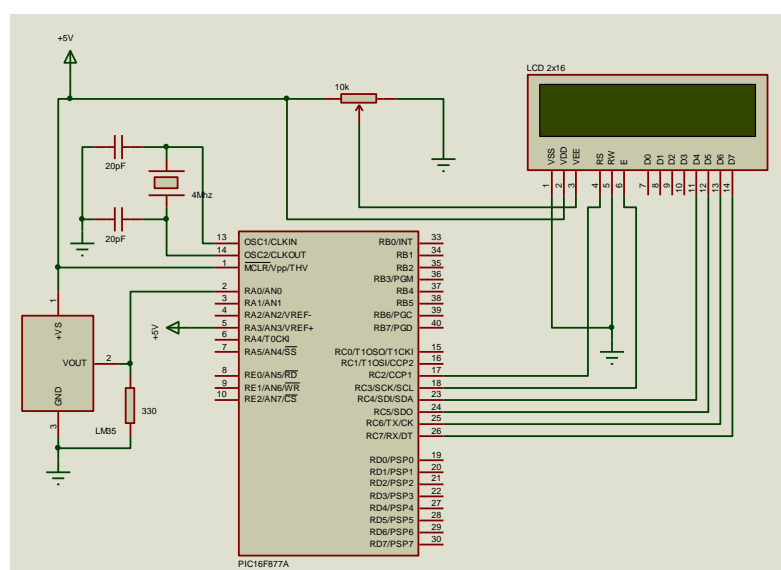 +5V
LCD 2x16
10k
20pF
4Mhz
20pF
VSS
VDD
VEE
RS
RW
E
D0
D1
D2
D3
D4
D5
D6
D7
1
2
3
4
5
6
7
8
9
10
11
12
13
14
13 OSC1/CLKIN RB0/INT 33
14 OSC2/CLKOUT RB1 34
1 MCLR/Vpp/THV RB2 35
RB3/PGM 36
2 RA0/AN0 RB4 37
3 RA1/AN1 RB5 38
4 RA2/AN2/VREF- RB6/PGC 39
5 RA3/AN3/VREF+ RB7/PGD 40
6 RA4/T0CKI
7 RA5/AN4/SS RC0/T1OSO/T1CKI 15
RC1/T1OSI/CCP2 16
8 RE0/AN5/RD RC2/CCP1 17
9 RE1/AN6/WR RC3/SCK/SCL 18
10 RE2/AN7/CS RC4/SDI/SDA 23
RC5/SDO 24
RC6/TX/CK 25
RC7/RX/DT 26
RD0/PSP0 19
RD1/PSP1 20
RD2/PSP2 21
RD3/PSP3 22
RD4/PSP4 27
RD5/PSP5 28
RD6/PSP6 29
RD7/PSP7 30
PIC16F877A
+5V
1
+VS
VOUT 2
GND
3
330
LM35